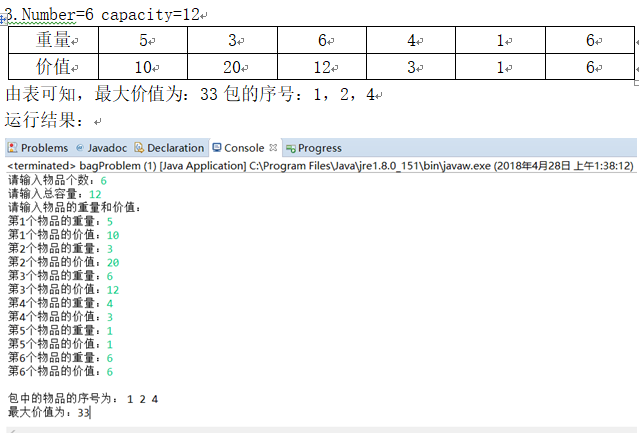 3.Number=6 capacity=12
重量 5 3 6 4 1 6
价值 10 20 12 3 1 6
由表可知，最大价值为：33 包的序号：1，2，4
运行结果：
Problems @ Javadoc Declaration Console Progress
<terminated> bagProblem (1) [Java Application] C:\Program Files\Java\jre1.8.0_151\bin\javaw.exe (2018年4月28日 上午1:38:12)
请输入物品个数：6
请输入总容量：12
请输入物品的重量和价值：
第1个物品的重量：5
第1个物品的价值：10
第2个物品的重量：3
第2个物品的价值：20
第3个物品的重量：6
第3个物品的价值：12
第4个物品的重量：4
第4个物品的价值：3
第5个物品的重量：1
第5个物品的价值：1
第6个物品的重量：6
第6个物品的价值：6
包中的物品的序号为： 1 2 4
最大价值为：33